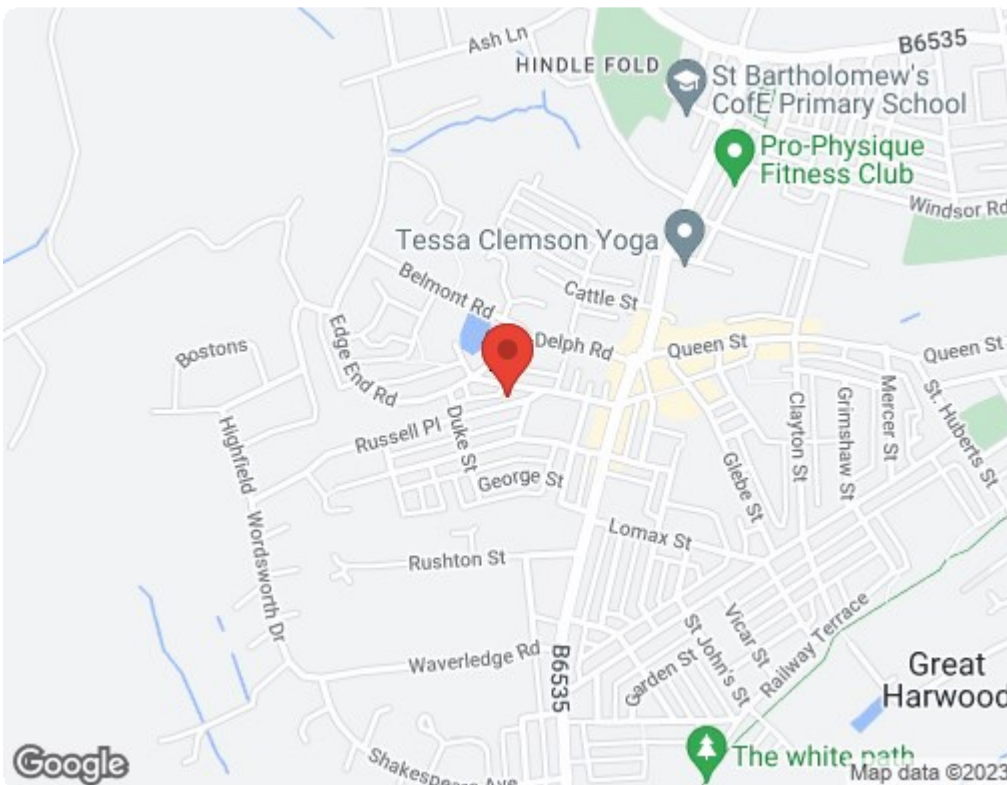 Ash Ln
B6535
HINDLE FOLD
St Bartholomew's
CofE Primary School
Pro-Physique
Fitness Club
Windsor Rd
Tessa Clemson Yoga
Cattle St
Belmont Rd
Delph Rd
Queen St
Queen St
Bostons
Edge End Rd
Mercer St
St. Huberts St
Clayton St
Grimshaw St
Russell Pl
Duke St
Highfield
Glebe St
George St
Wordsworth Dr
Lomax St
Rushton St
Vicar St
Railway Terrace
St John's St
Garden St
Waverledge Rd
B6535
Great
Harwood
Shakespeare Ave
The white path
Google
Map data ©2023